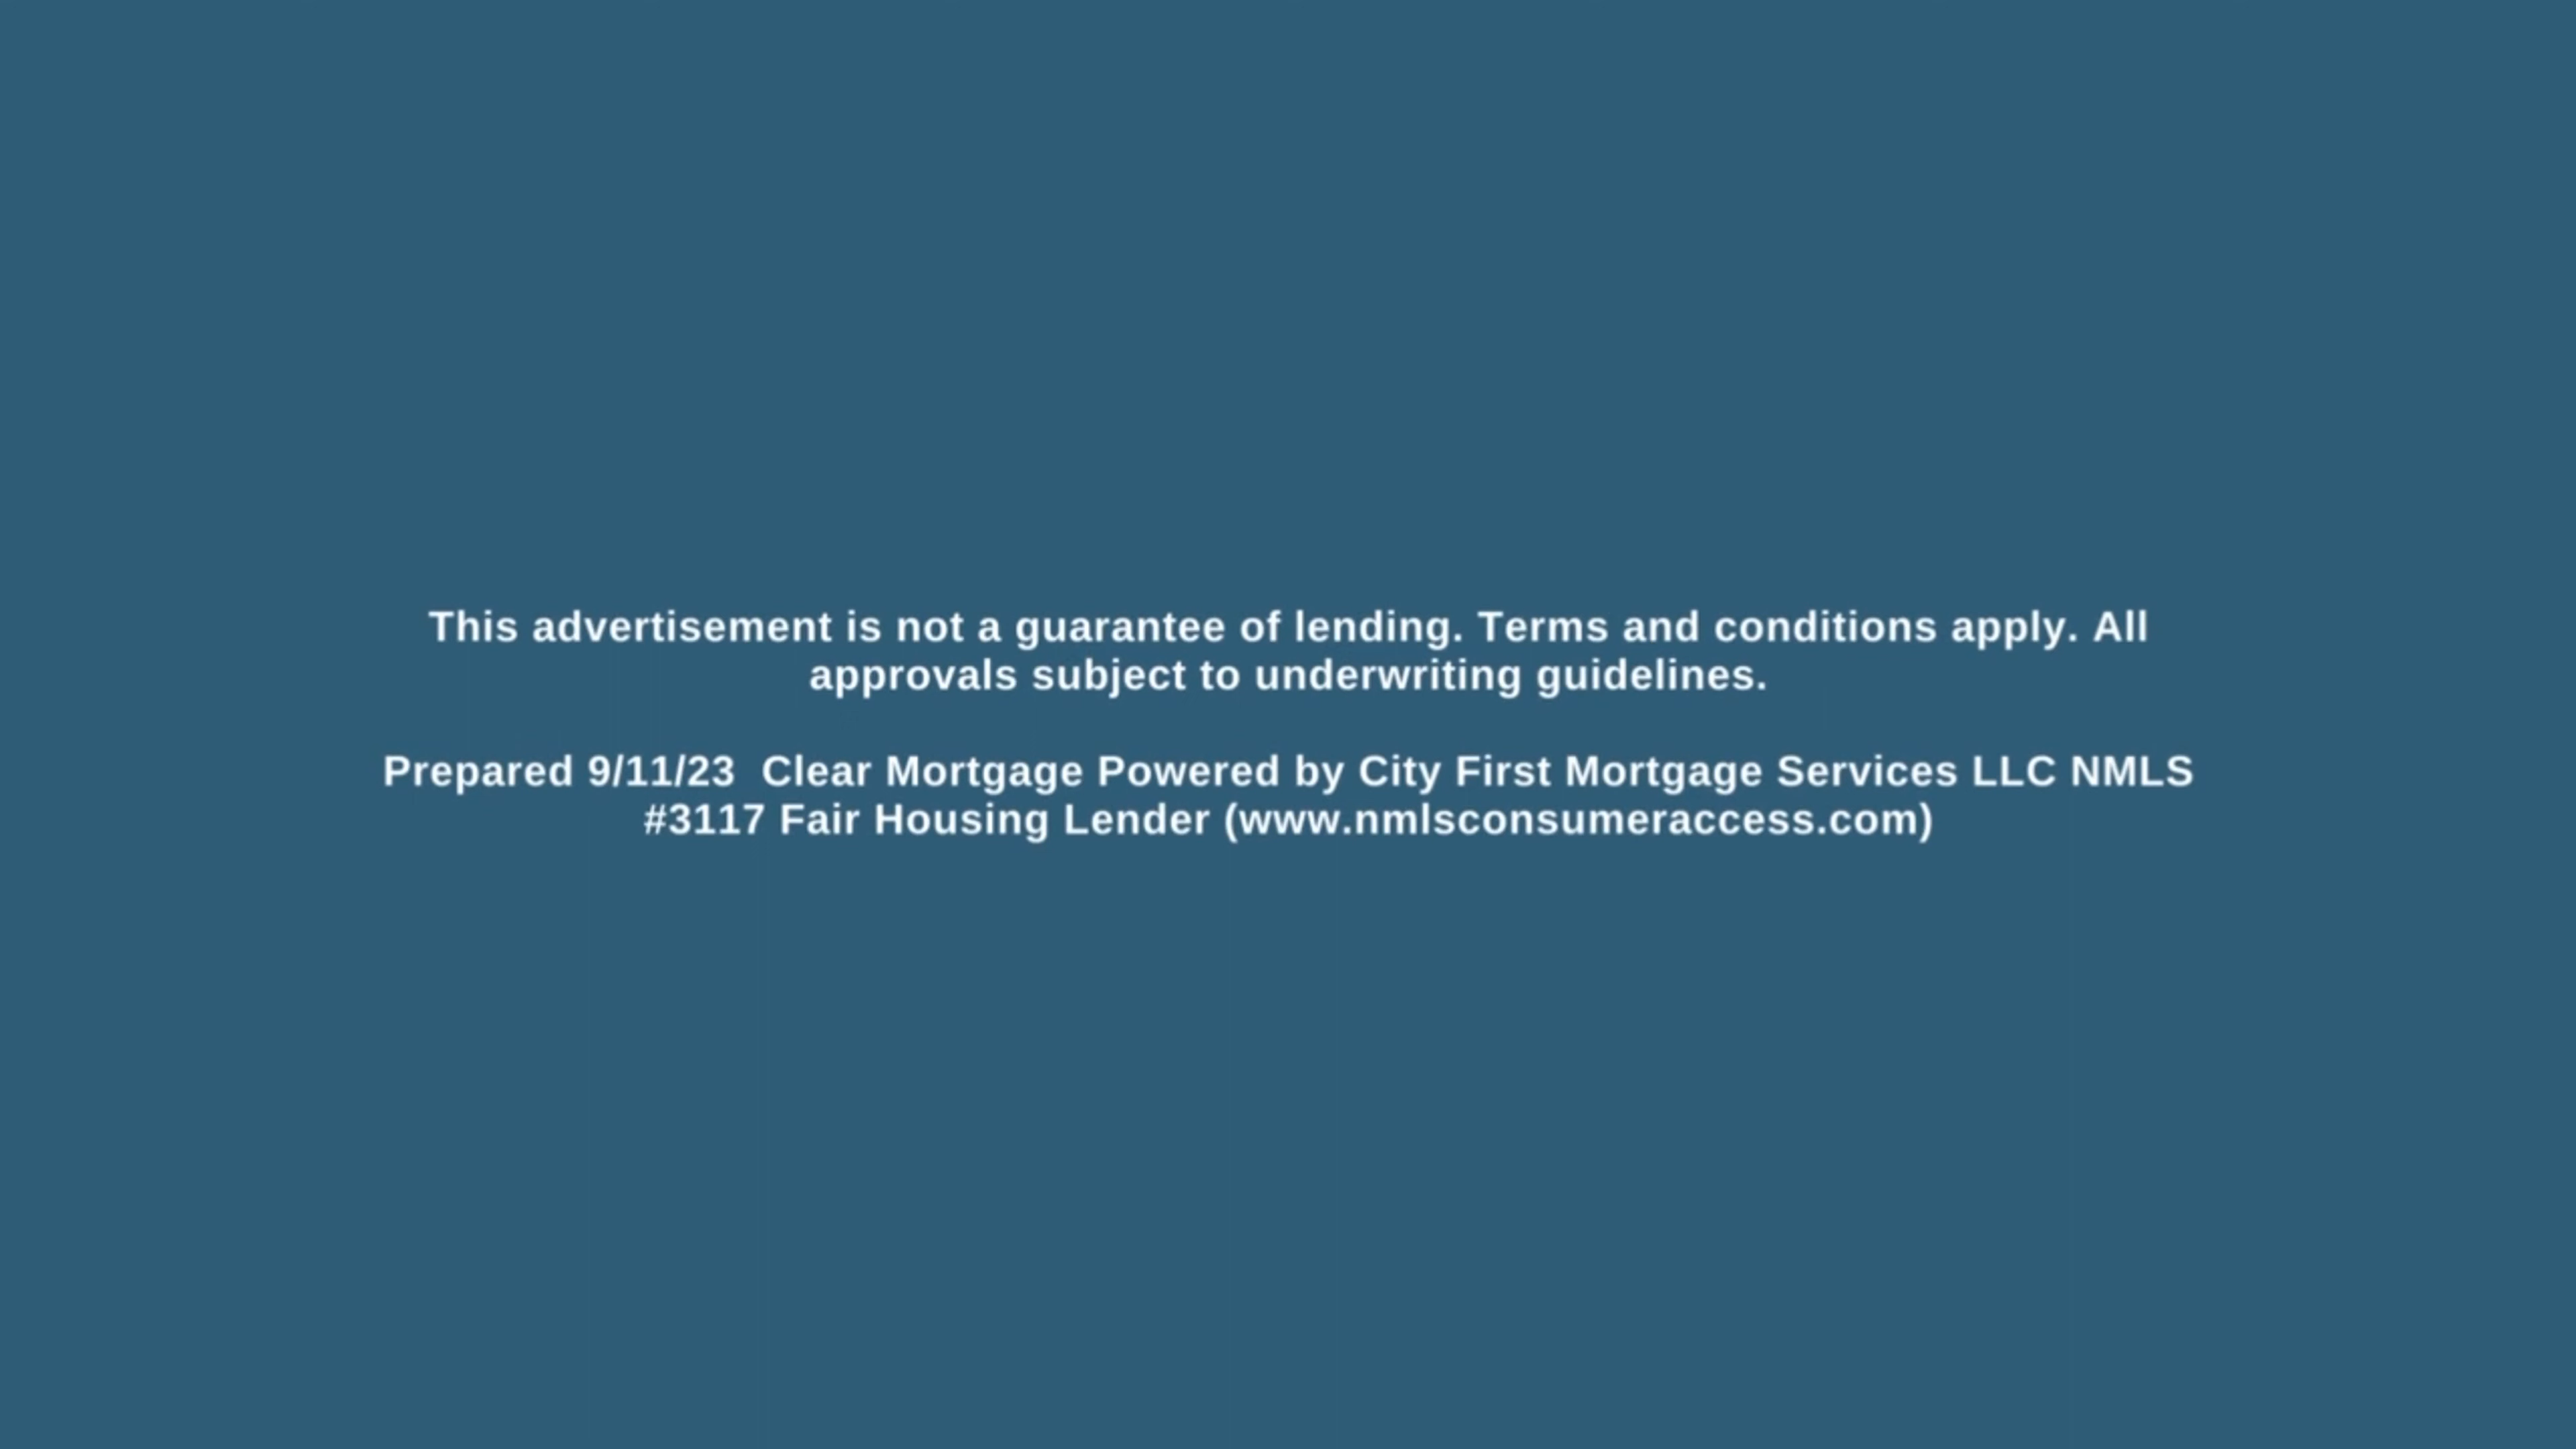 This advertisement is not a guarantee of lending. Terms and conditions apply. All
approvals subject to underwriting guidelines.
Prepared 9/11/23  Clear Mortgage Powered by City First Mortgage Services LLC NMLS
#3117 Fair Housing Lender (www.nmlsconsumeraccess.com)